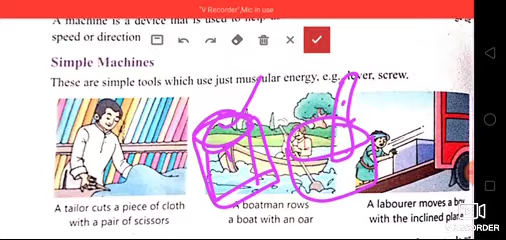 "V Recorder",Mic in use
A machine is a device that is used to help
speed or direction
Simple Machines
These are simple tools which use just muscular energy, e.g., lever, screw.
A tailor cuts a piece of cloth
with a pair of scissors
A boatman rows
a boat with an oar
A labourer moves a box
with the inclined plane
RECORDER